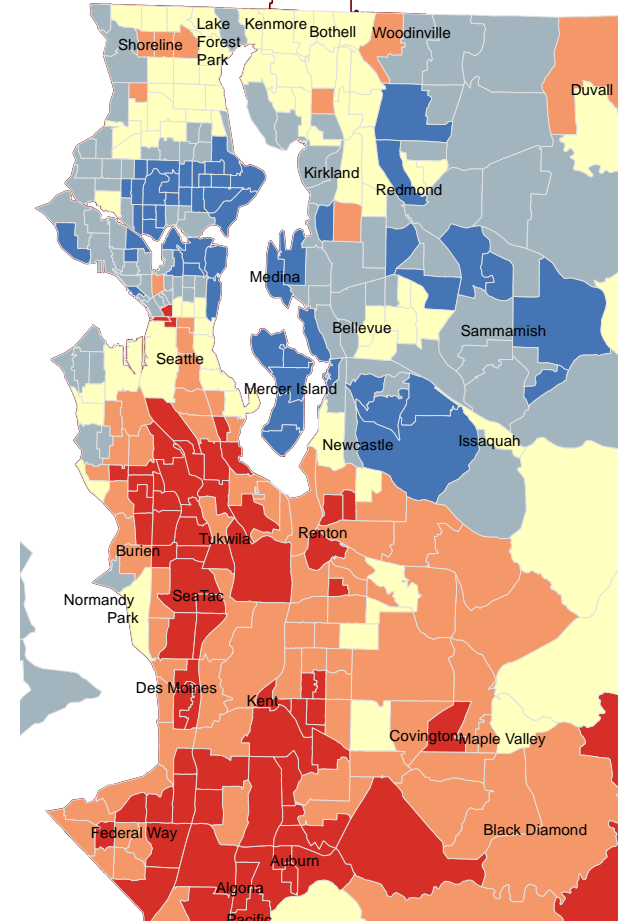 Lake
Forest
Park
Kenmore
Bothell
Woodinville
Shoreline
Duvall
Kirkland
Redmond
Medina
Bellevue
Sammamish
Seattle
Mercer Island
Newcastle
Issaquah
Renton
Tukwila
Burien
SeaTac
Normandy
Park
Des Moines
Kent
Covington
Maple Valley
Federal Way
Black Diamond
Auburn
Algona
Pacific